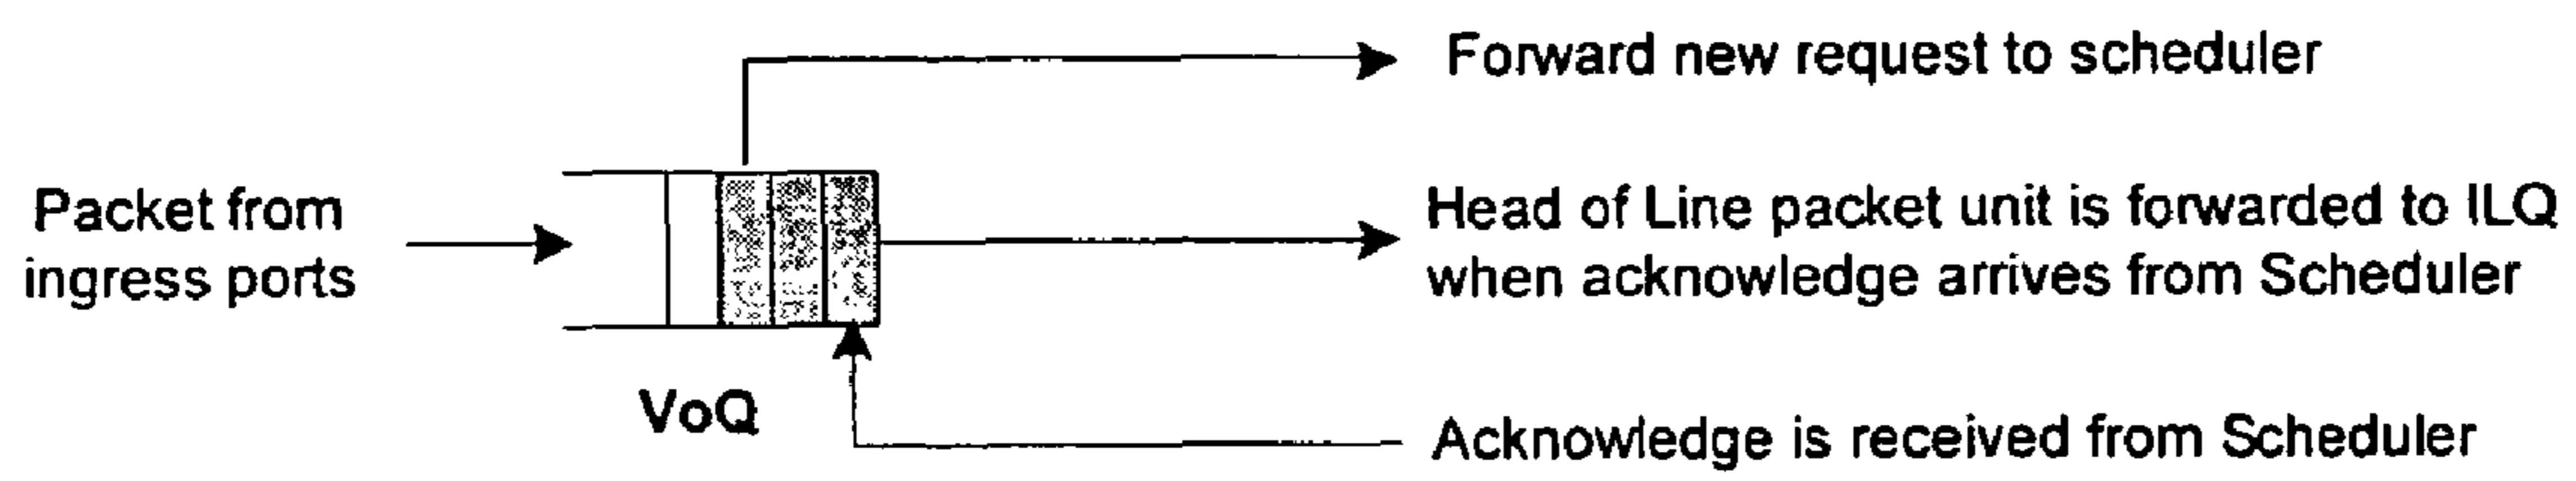 Forward new request to scheduler
Packet from
ingress ports
Head of Line packet unit is forwarded to ILQ
when acknowledge arrives from Scheduler
VoQ
Acknowledge is received from Scheduler